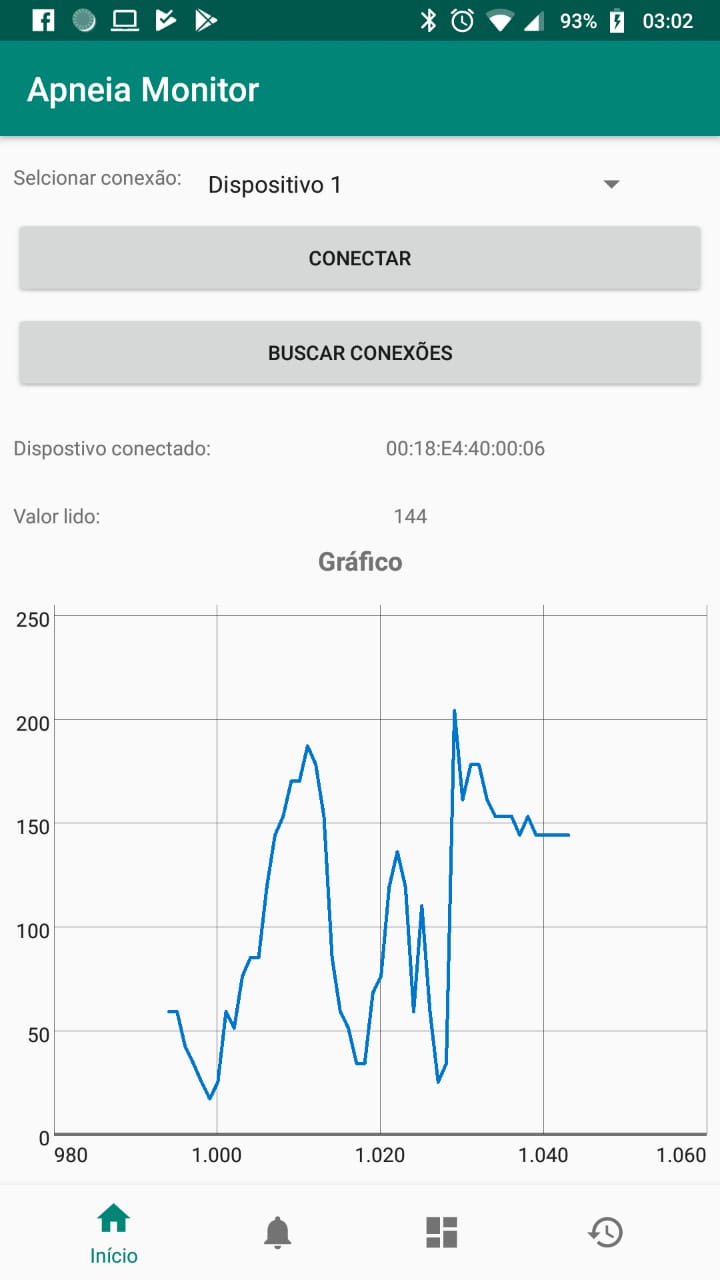 93% 03:02
Apneia Monitor
Selcionar conexão: Dispositivo 1
CONECTAR
BUSCAR CONEXÕES
Dispostivo conectado: 00:18:E4:40:00:06
Valor lido: 144
Gráfico
250
200
150
100
50
0
980 1.000 1.020 1.040 1.060
Início